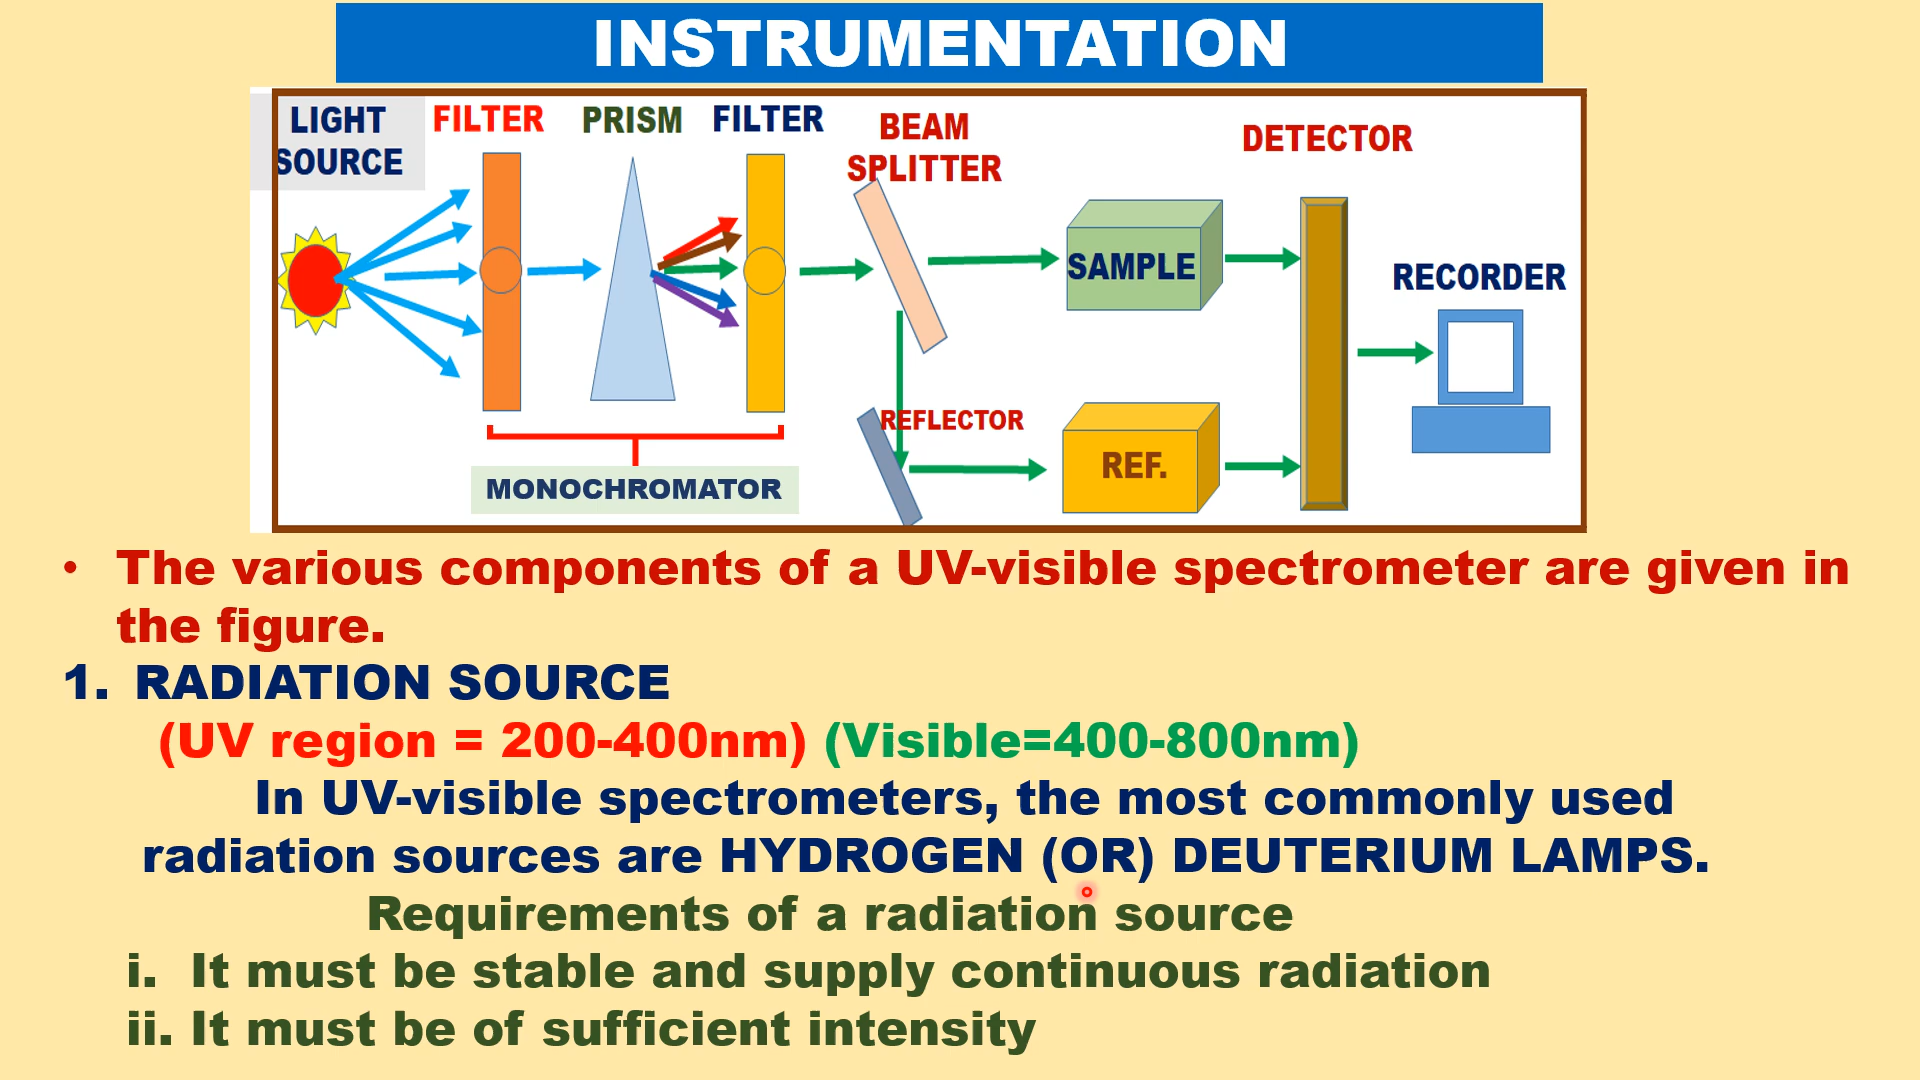 INSTRUMENTATION
LIGHT
SOURCE
FILTER
PRISM
FILTER
BEAM
SPLITTER
DETECTOR
SAMPLE
RECORDER
REFLECTOR
REF.
MONOCHROMATOR
• The various components of a UV-visible spectrometer are given in
the figure.
1. RADIATION SOURCE
(UV region = 200-400nm) (Visible=400-800nm)
In UV-visible spectrometers, the most commonly used
radiation sources are HYDROGEN (OR) DEUTERIUM LAMPS.
Requirements of a radiation source
i. It must be stable and supply continuous radiation
ii. It must be of sufficient intensity